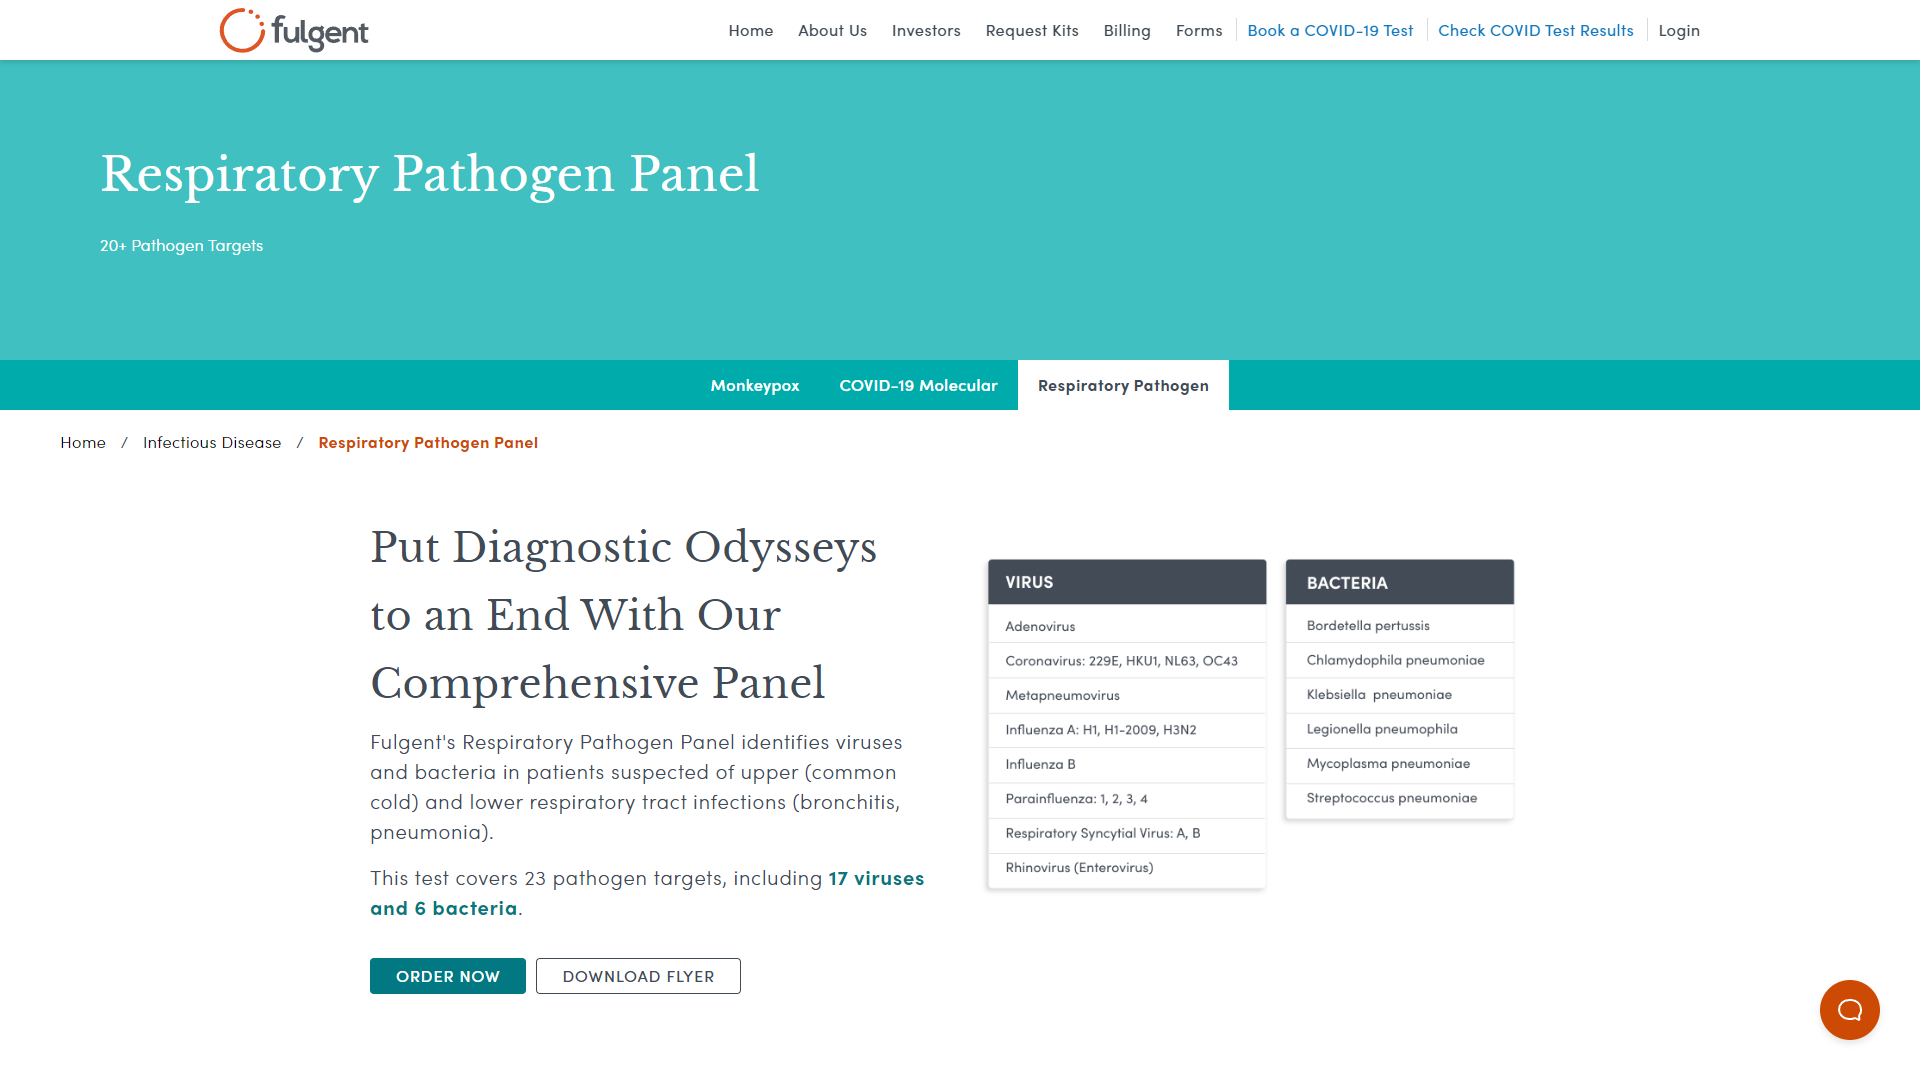 fulgent
Home About Us Investors Request Kits Billing Forms Book a COVID-19 Test Check COVID Test Results Login
Respiratory Pathogen Panel
20+ Pathogen Targets
Monkeypox COVID-19 Molecular Respiratory Pathogen
Home / Infectious Disease / Respiratory Pathogen Panel
Put Diagnostic Odysseys
to an End With Our
Comprehensive Panel
Fulgent's Respiratory Pathogen Panel identifies viruses
and bacteria in patients suspected of upper (common
cold) and lower respiratory tract infections (bronchitis,
pneumonia).
This test covers 23 pathogen targets, including 17 viruses
and 6 bacteria.
ORDER NOW DOWNLOAD FLYER
VIRUS
Adenovirus
Coronavirus: 229E, HKU1, NL63, OC43
Metapneumovirus
Influenza A: H1, H1-2009, H3N2
Influenza B
Parainfluenza: 1, 2, 3, 4
Respiratory Syncytial Virus: A, B
Rhinovirus (Enterovirus)
BACTERIA
Bordetella pertussis
Chlamydophila pneumoniae
Klebsiella pneumoniae
Legionella pneumophila
Mycoplasma pneumoniae
Streptococcus pneumoniae